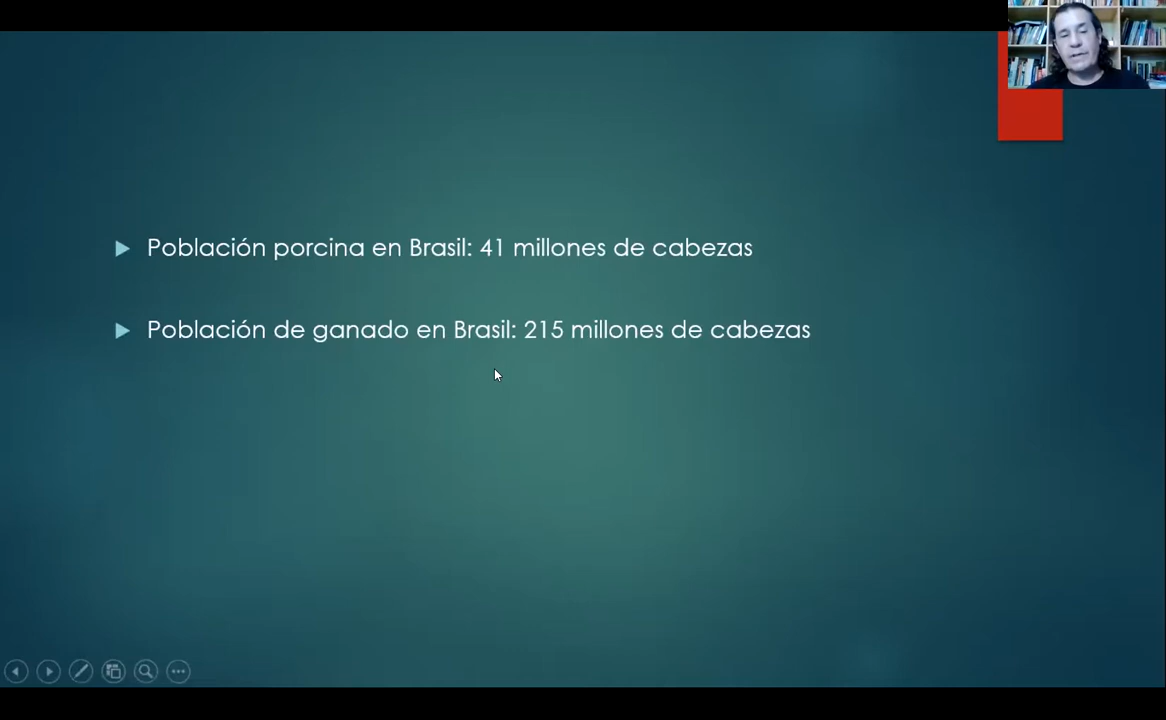 Población porcina en Brasil: 41 millones de cabezas
Población de ganado en Brasil: 215 millones de cabezas